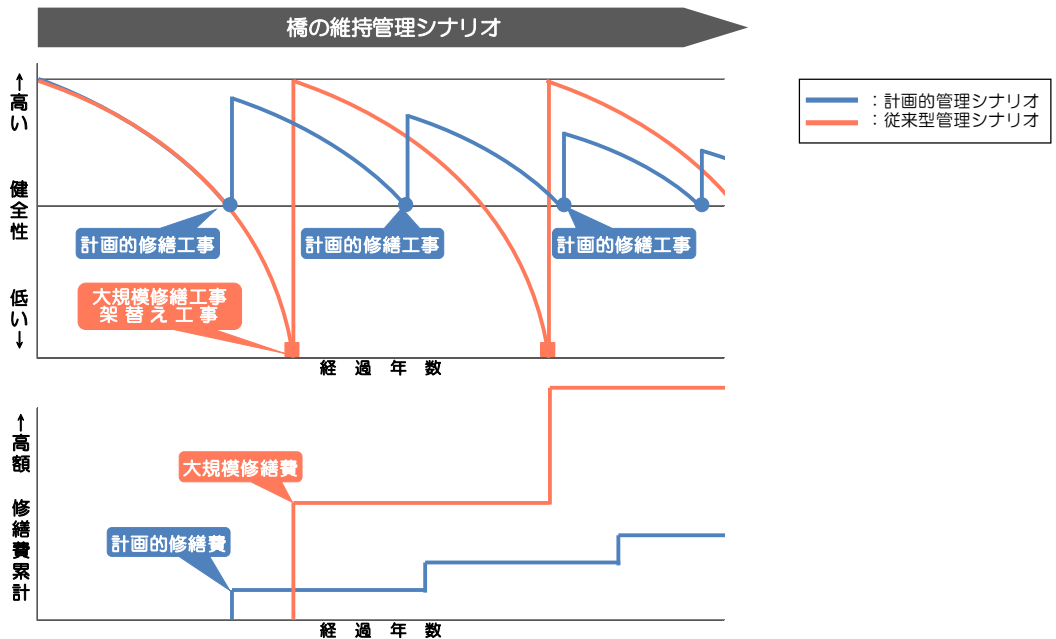 橋の維持管理シナリオ
：計画的管理シナリオ
：従来型管理シナリオ
↑高い 健全性 低い↓
計画的修繕工事
計画的修繕工事
計画的修繕工事
大規模修繕工事
架替え工事
経過年数
↑高額 修繕費累計
大規模修繕費
計画的修繕費
経過年数